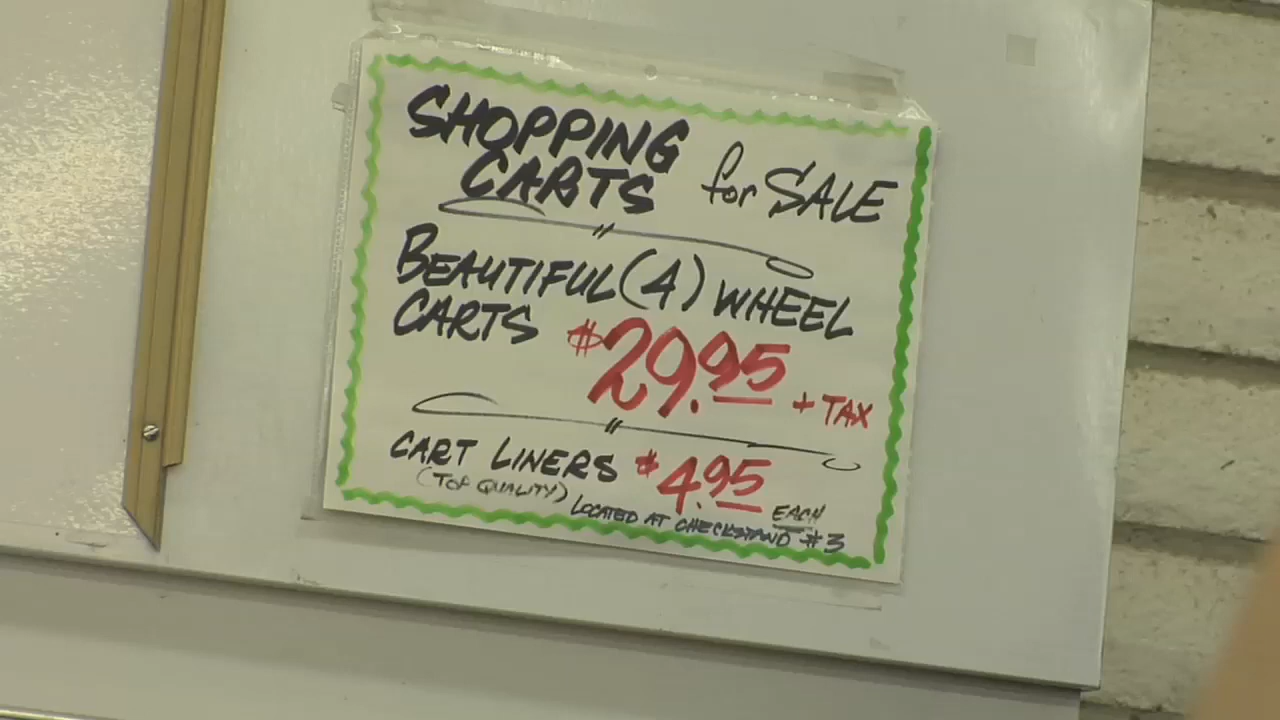 SHOPPING
CARTS for SALE
BEAUTIFUL (4) WHEEL
CARTS $29.95 + TAX
CART LINERS $4.95 EACH
(TOP QUALITY)
LOCATED AT CHECKSTAND #3